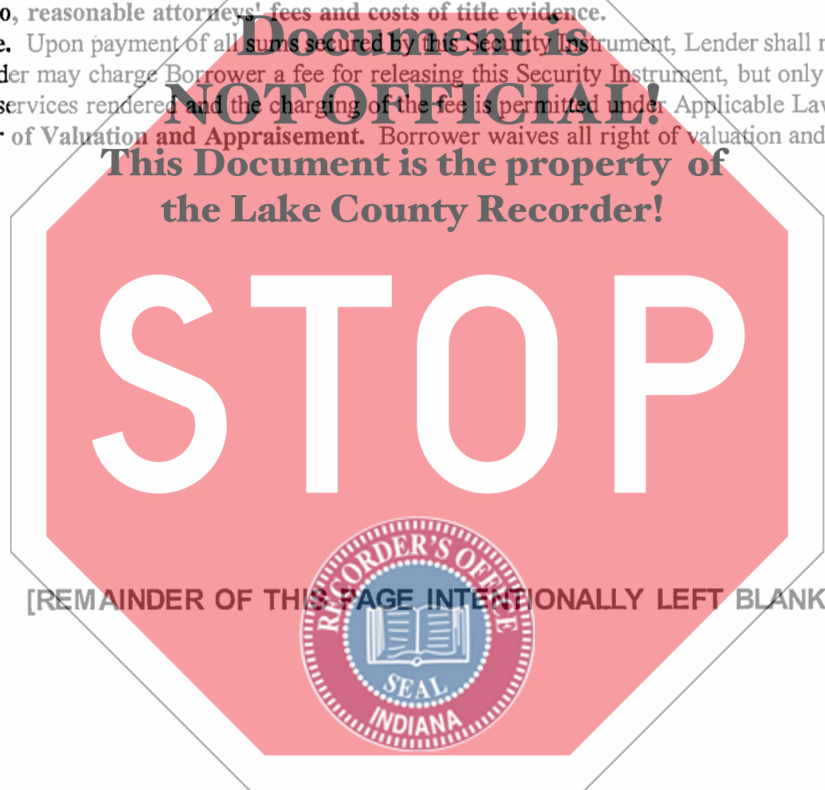 o, reasonable attorneys' fees and costs of title evidence.
Document is
e. Upon payment of all sums secured by this Security Instrument, Lender shall
der may charge Borrower a fee for releasing this Security Instrument, but only
NOT OFFICIAL!
services rendered and the charging of the fee is permitted under Applicable La
r of Valuation and Appraisement. Borrower waives all right of valuation and
This Document is the property of
the Lake County Recorder!
STOP
RECORDER'S OFFICE
[REMAINDER OF THIS PAGE INTENTIONALLY LEFT BLANK
SEAL
INDIANA